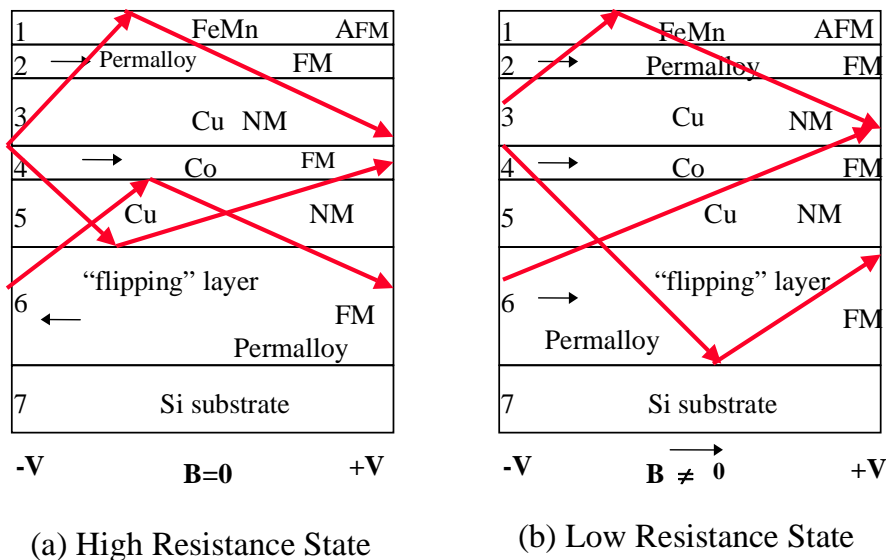 1 FeMn AFM
2 Permalloy FM
3 Cu NM
4 Co FM
5 Cu NM
“flipping” layer
6 FM
Permalloy
7 Si substrate
-V B=0 +V
(a) High Resistance State
1 FeMn AFM
2 Permalloy FM
3 Cu NM
4 Co FM
5 Cu NM
“flipping” layer
6 FM
Permalloy
7 Si substrate
-V B ≠ 0 +V
(b) Low Resistance State